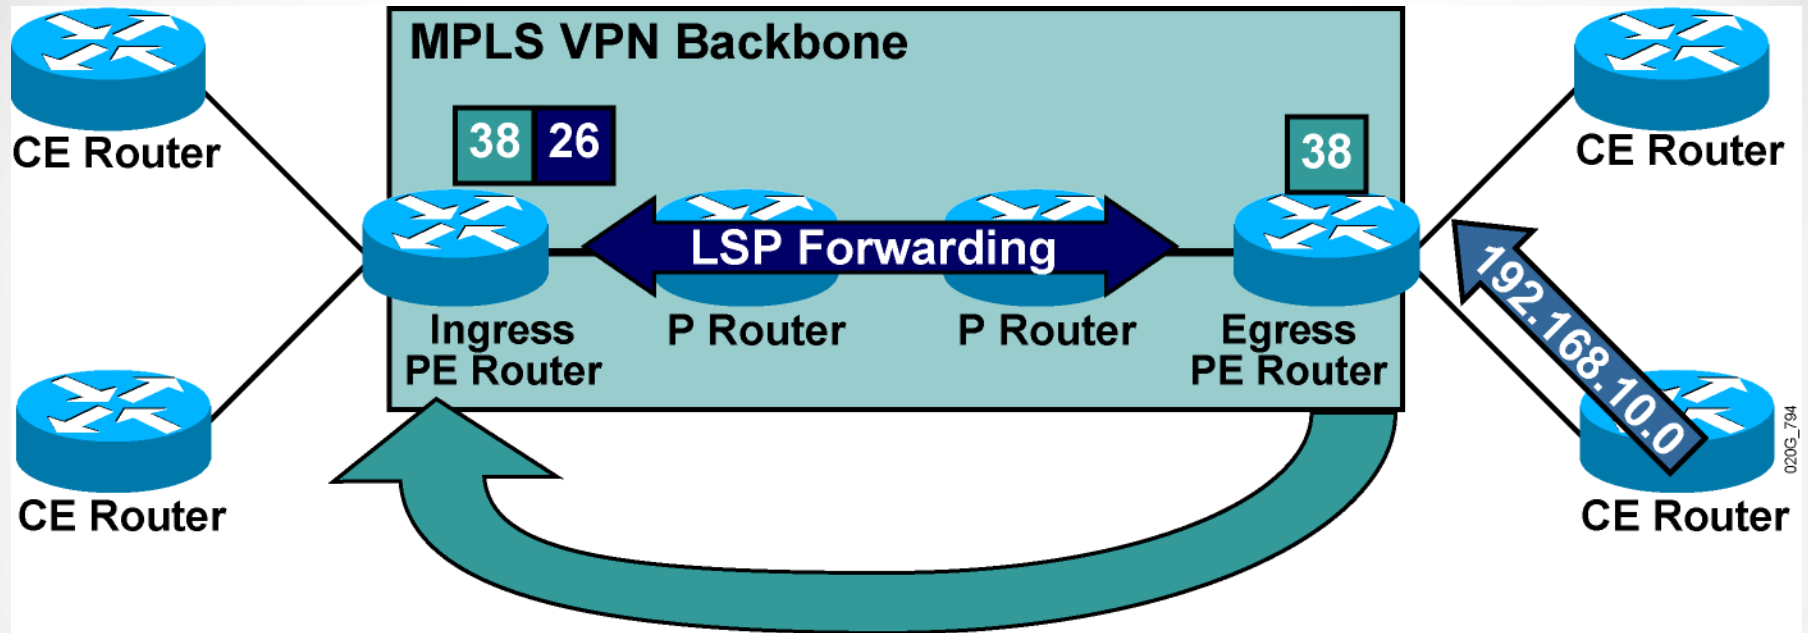 MPLS VPN Backbone
CE Router
CE Router
38 26
38
LSP Forwarding
192.168.10.0
Ingress
PE Router
P Router
P Router
Egress
PE Router
CE Router
CE Router
020G_794